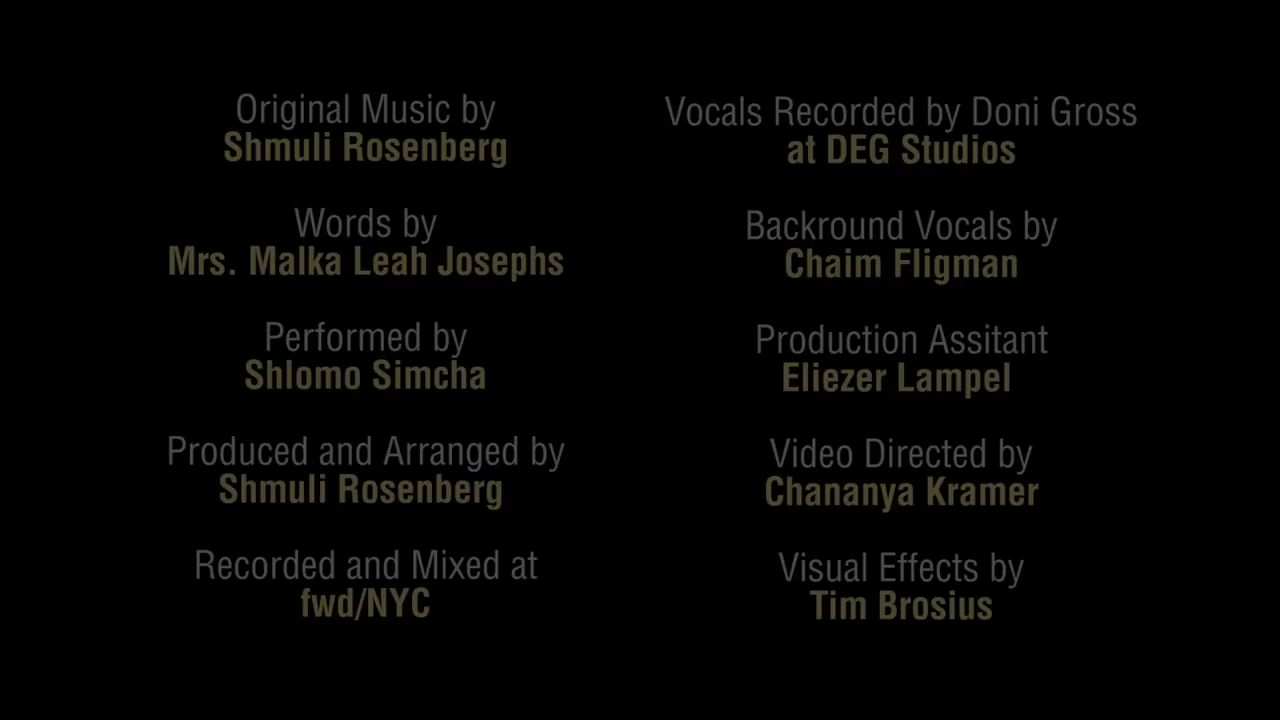 Original Music by
Shmuli Rosenberg
Words by
Mrs. Malka Leah Josephs
Performed by
Shlomo Simcha
Produced and Arranged by
Shmuli Rosenberg
Recorded and Mixed at
fwd/NYC
Vocals Recorded by Doni Gross
at DEG Studios
Backround Vocals by
Chaim Fligman
Production Assitant
Eliezer Lampel
Video Directed by
Chananya Kramer
Visual Effects by
Tim Brosius